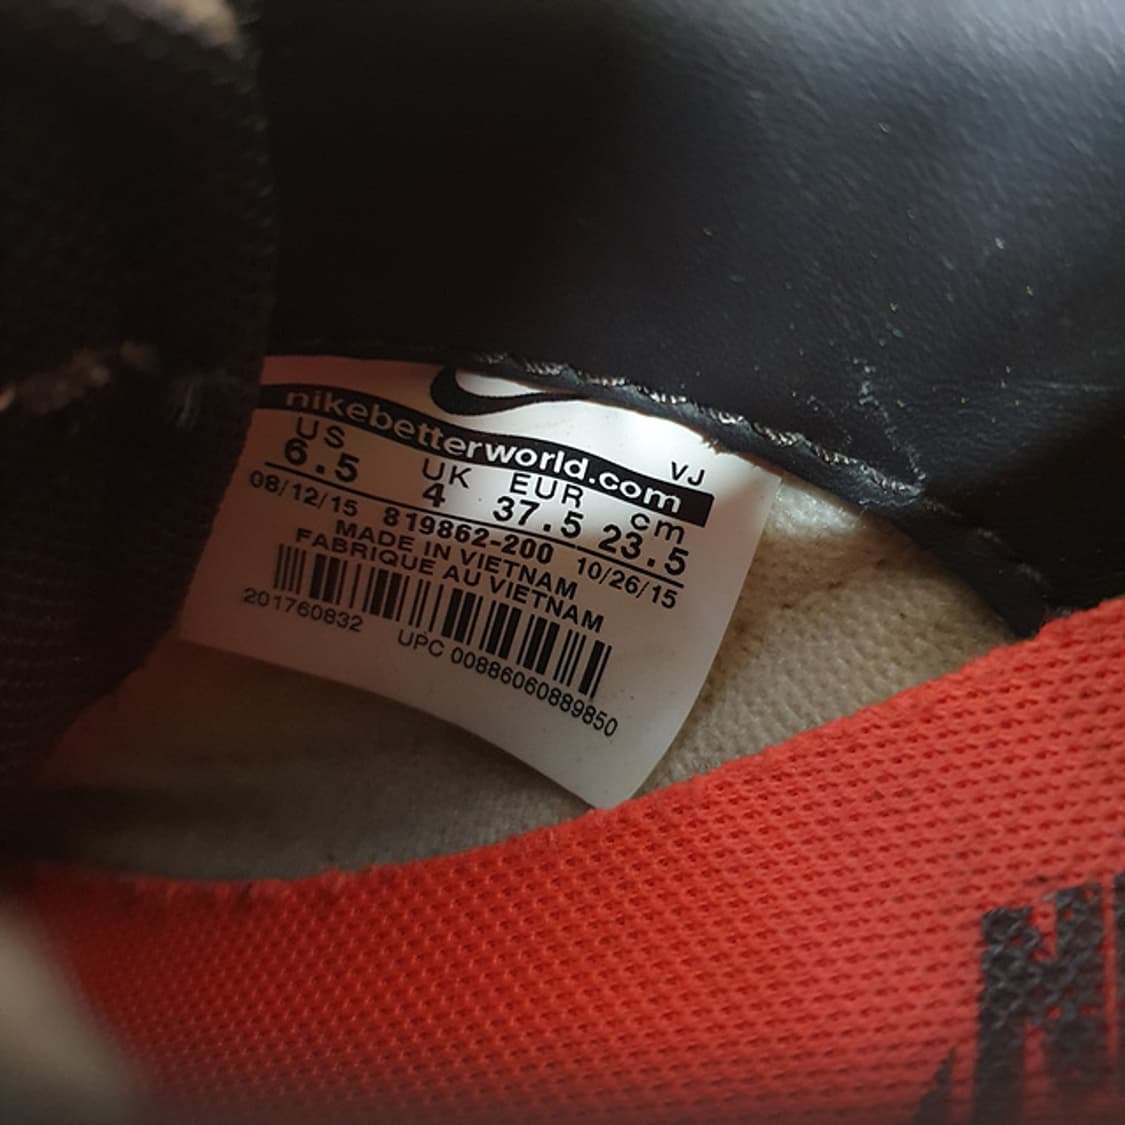 nikebetterworld.com
VJ
US UK EUR cm
6.5 4 37.5 23.5
08/12/15 819862-200 10/26/15
MADE IN VIETNAM
FABRIQUE AU VIETNAM
201760832 UPC 00886060889850